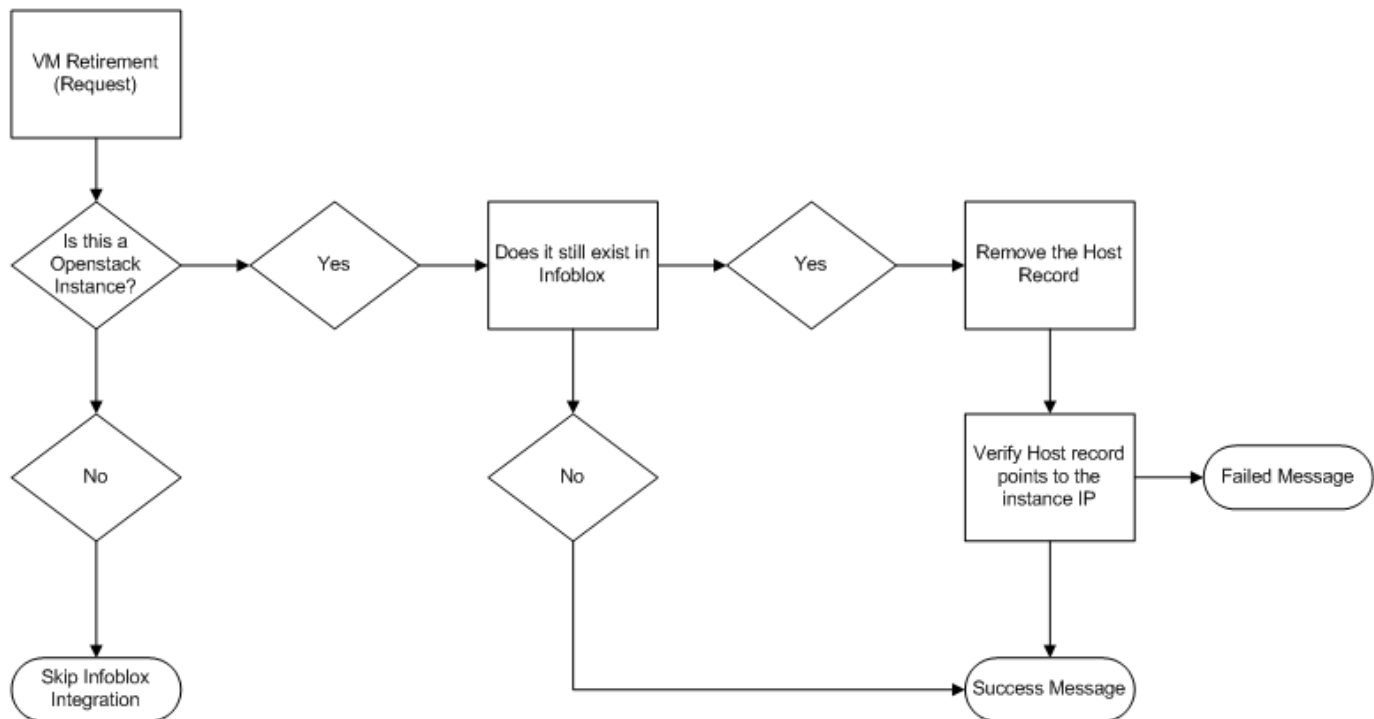 VM Retirement
(Request)
Is this a
Openstack
Instance?
Yes
Does it still exist in
Infoblox
Yes
Remove the Host
Record
No
No
Verify Host record
points to the
instance IP
Failed Message
Skip Infoblox
Integration
Success Message